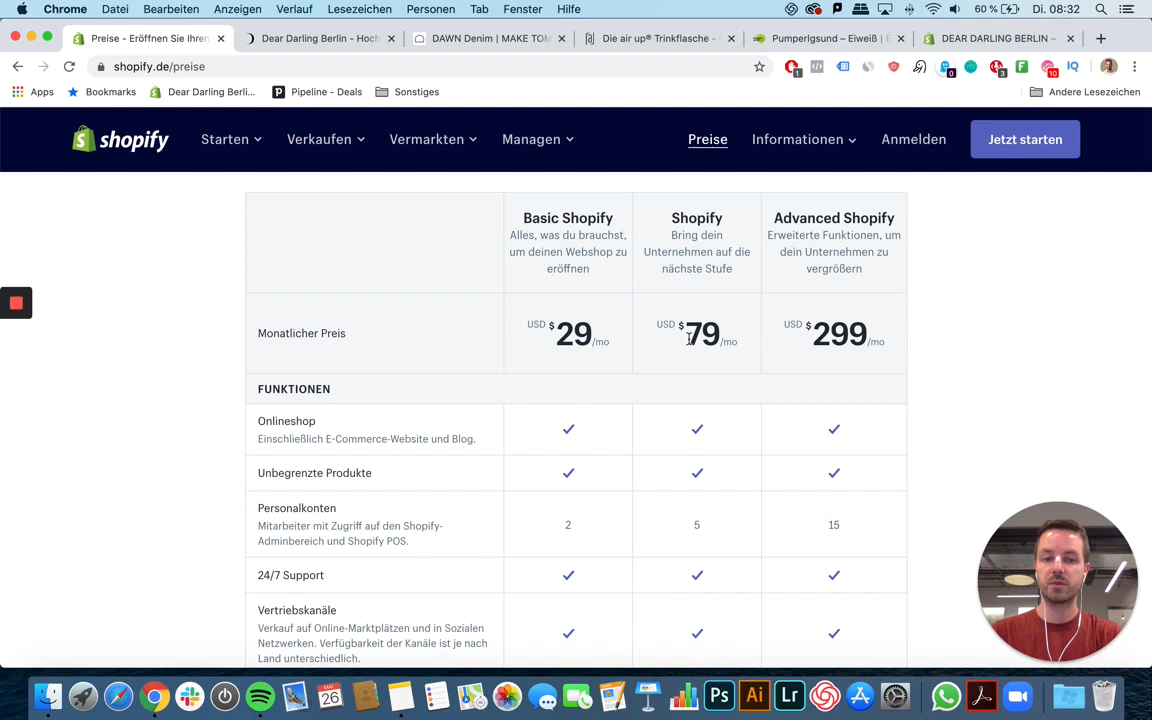 Chrome Datei Bearbeiten Anzeigen Verlauf Lesezeichen Personen Tab Fenster Hilfe 60 % Di. 08:32
Preise - Eröffnen Sie Ihren Dear Darling Berlin - Hoch DAWN Denim | MAKE TOM Die air up® Trinkflasche - Pumperlgsund – Eiweiß | E DEAR DARLING BERLIN ~
shopify.de/preise
1 0 3 F 10 IQ
Apps Bookmarks Dear Darling Berli... Pipeline - Deals Sonstiges Andere Lesezeichen
shopify Starten Verkaufen Vermarkten Managen Preise Informationen Anmelden Jetzt starten
Basic Shopify
Alles, was du brauchst,
um deinen Webshop zu
eröffnen
Shopify
Bring dein
Unternehmen auf die
nächste Stufe
Advanced Shopify
Erweiterte Funktionen, um
dein Unternehmen zu
vergrößern
Monatlicher Preis USD $ 29 /mo USD $ 79 /mo USD $ 299 /mo
FUNKTIONEN
Onlineshop
Einschließlich E-Commerce-Website und Blog.
Unbegrenzte Produkte
Personalkonten
Mitarbeiter mit Zugriff auf den Shopify-
Adminbereich und Shopify POS.
2 5 15
24/7 Support
Vertriebskanäle
Verkauf auf Online-Marktplätzen und in Sozialen
Netzwerken. Verfügbarkeit der Kanäle ist je nach
Land unterschiedlich.
MAI
26
Ps Ai Lr